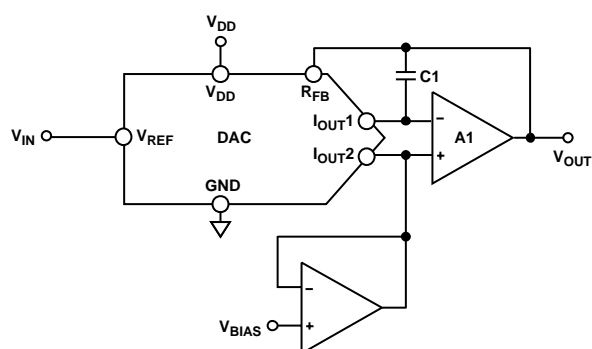 VDD
VDD
RFB
C1
IOUT1
−
A1
VIN
VREF
DAC
IOUT2
+
VOUT
GND
−
VBIAS
+